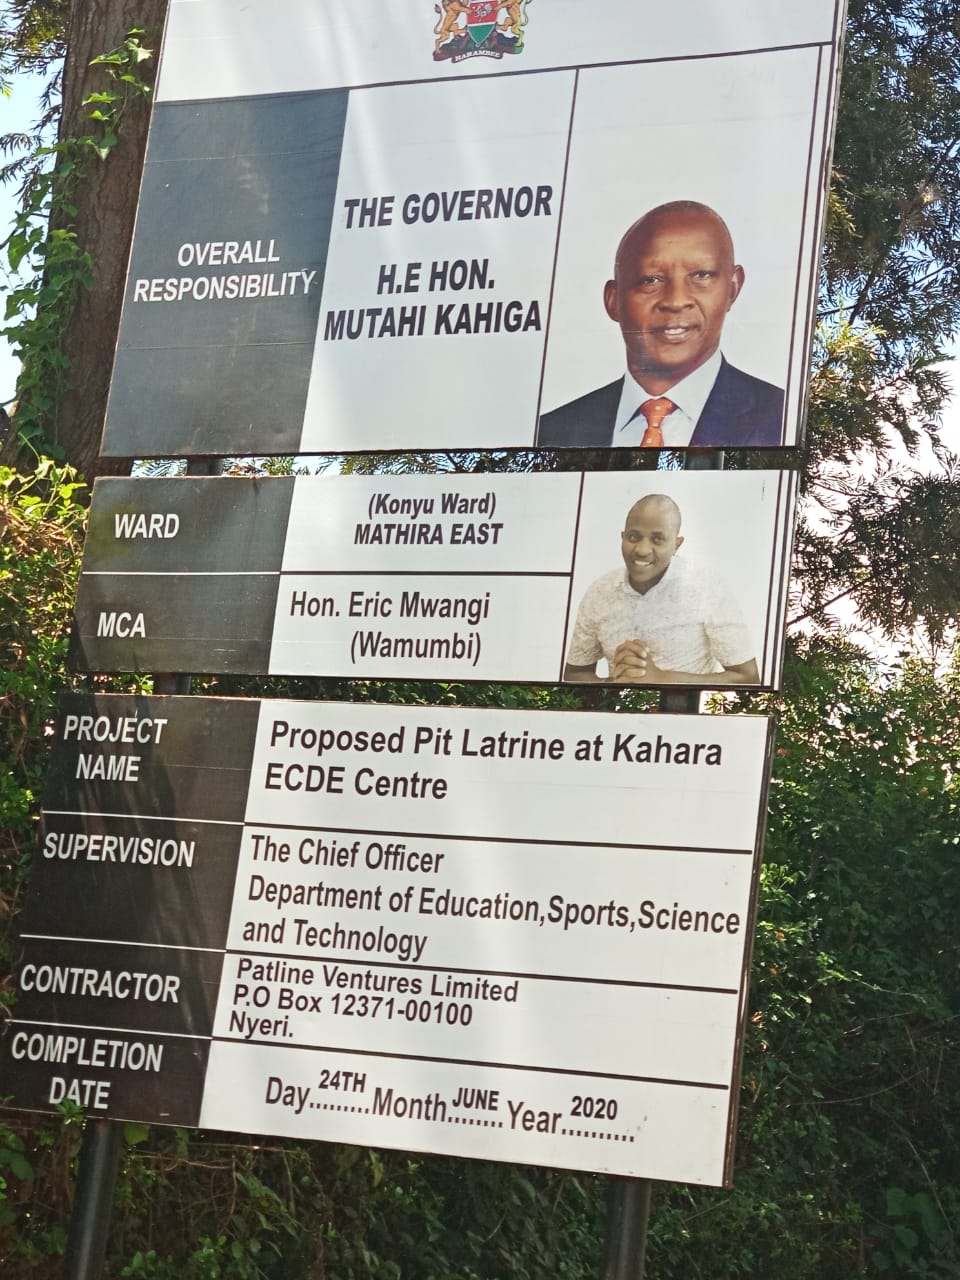 HARAMBEE
OVERALL
RESPONSIBILITY
THE GOVERNOR
H.E HON.
MUTAHI KAHIGA
WARD
(Konyu Ward)
MATHIRA EAST
MCA
Hon. Eric Mwangi
(Wamumbi)
PROJECT
NAME
Proposed Pit Latrine at Kahara
ECDE Centre
SUPERVISION
The Chief Officer
Department of Education,Sports,Science
and Technology
CONTRACTOR
Patline Ventures Limited
P.O Box 12371-00100
Nyeri.
COMPLETION
DATE
Day...24TH...Month...JUNE...Year...2020...